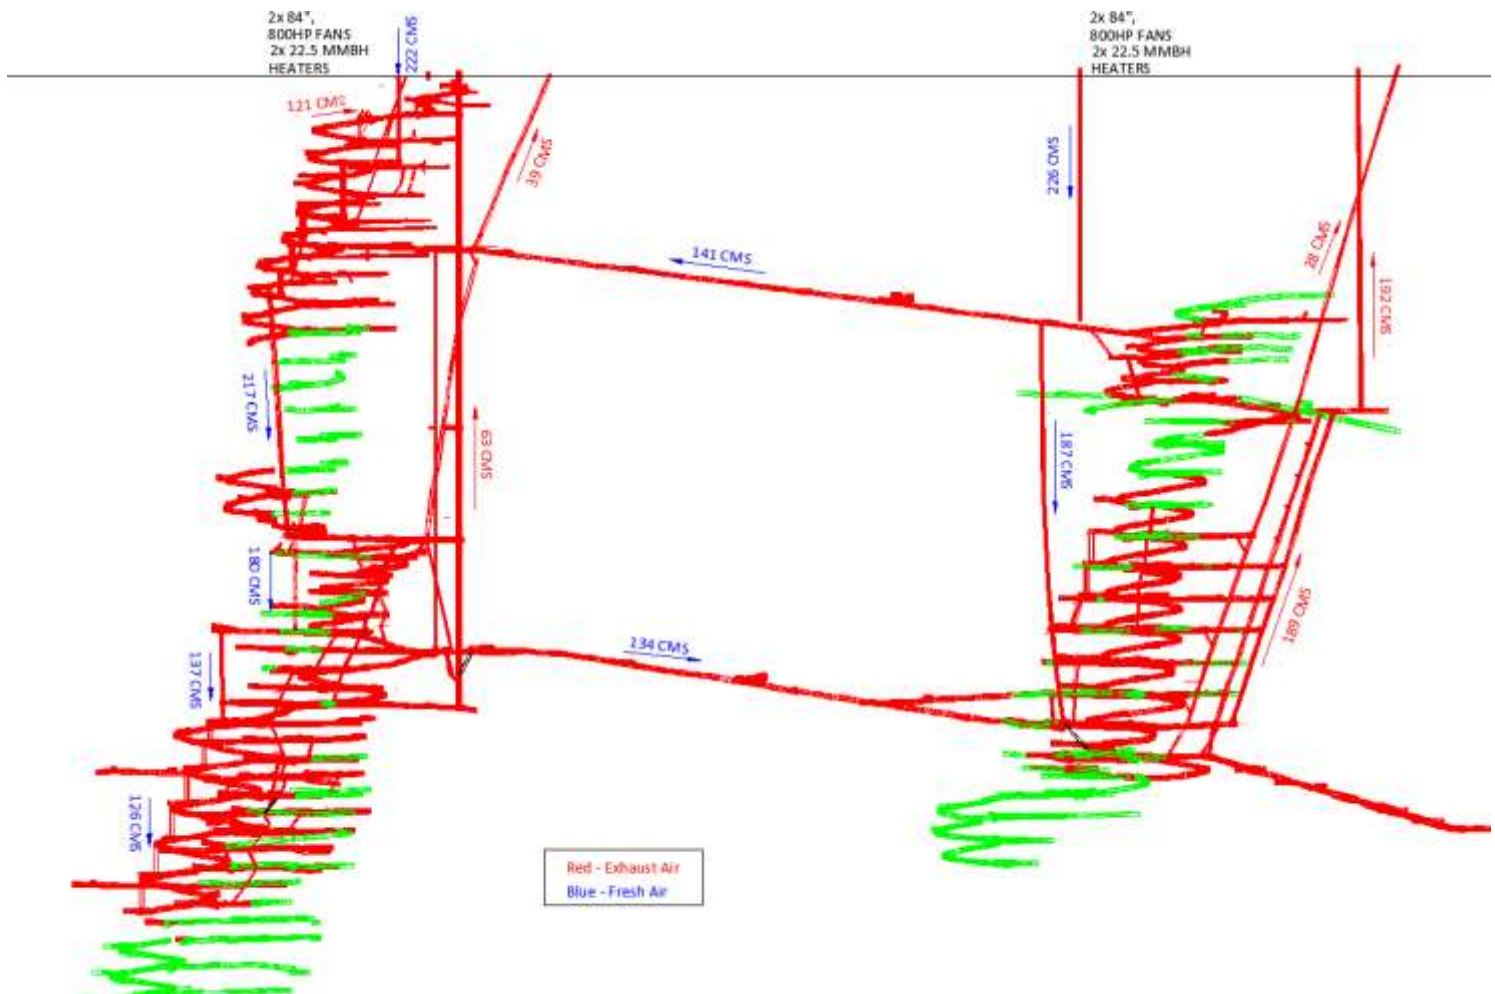 2x 84",
800HP FANS
2x 22.5 MMBH
HEATERS
222 CMS
2x 84",
800HP FANS
2x 22.5 MMBH
HEATERS
121 CMS
39 CMS
226 CMS
141 CMS
28 CMS
192 CMS
217 CMS
63 CMS
187 CMS
180 CMS
189 CMS
134 CMS
137 CMS
126 CMS
Red - Exhaust Air
Blue - Fresh Air